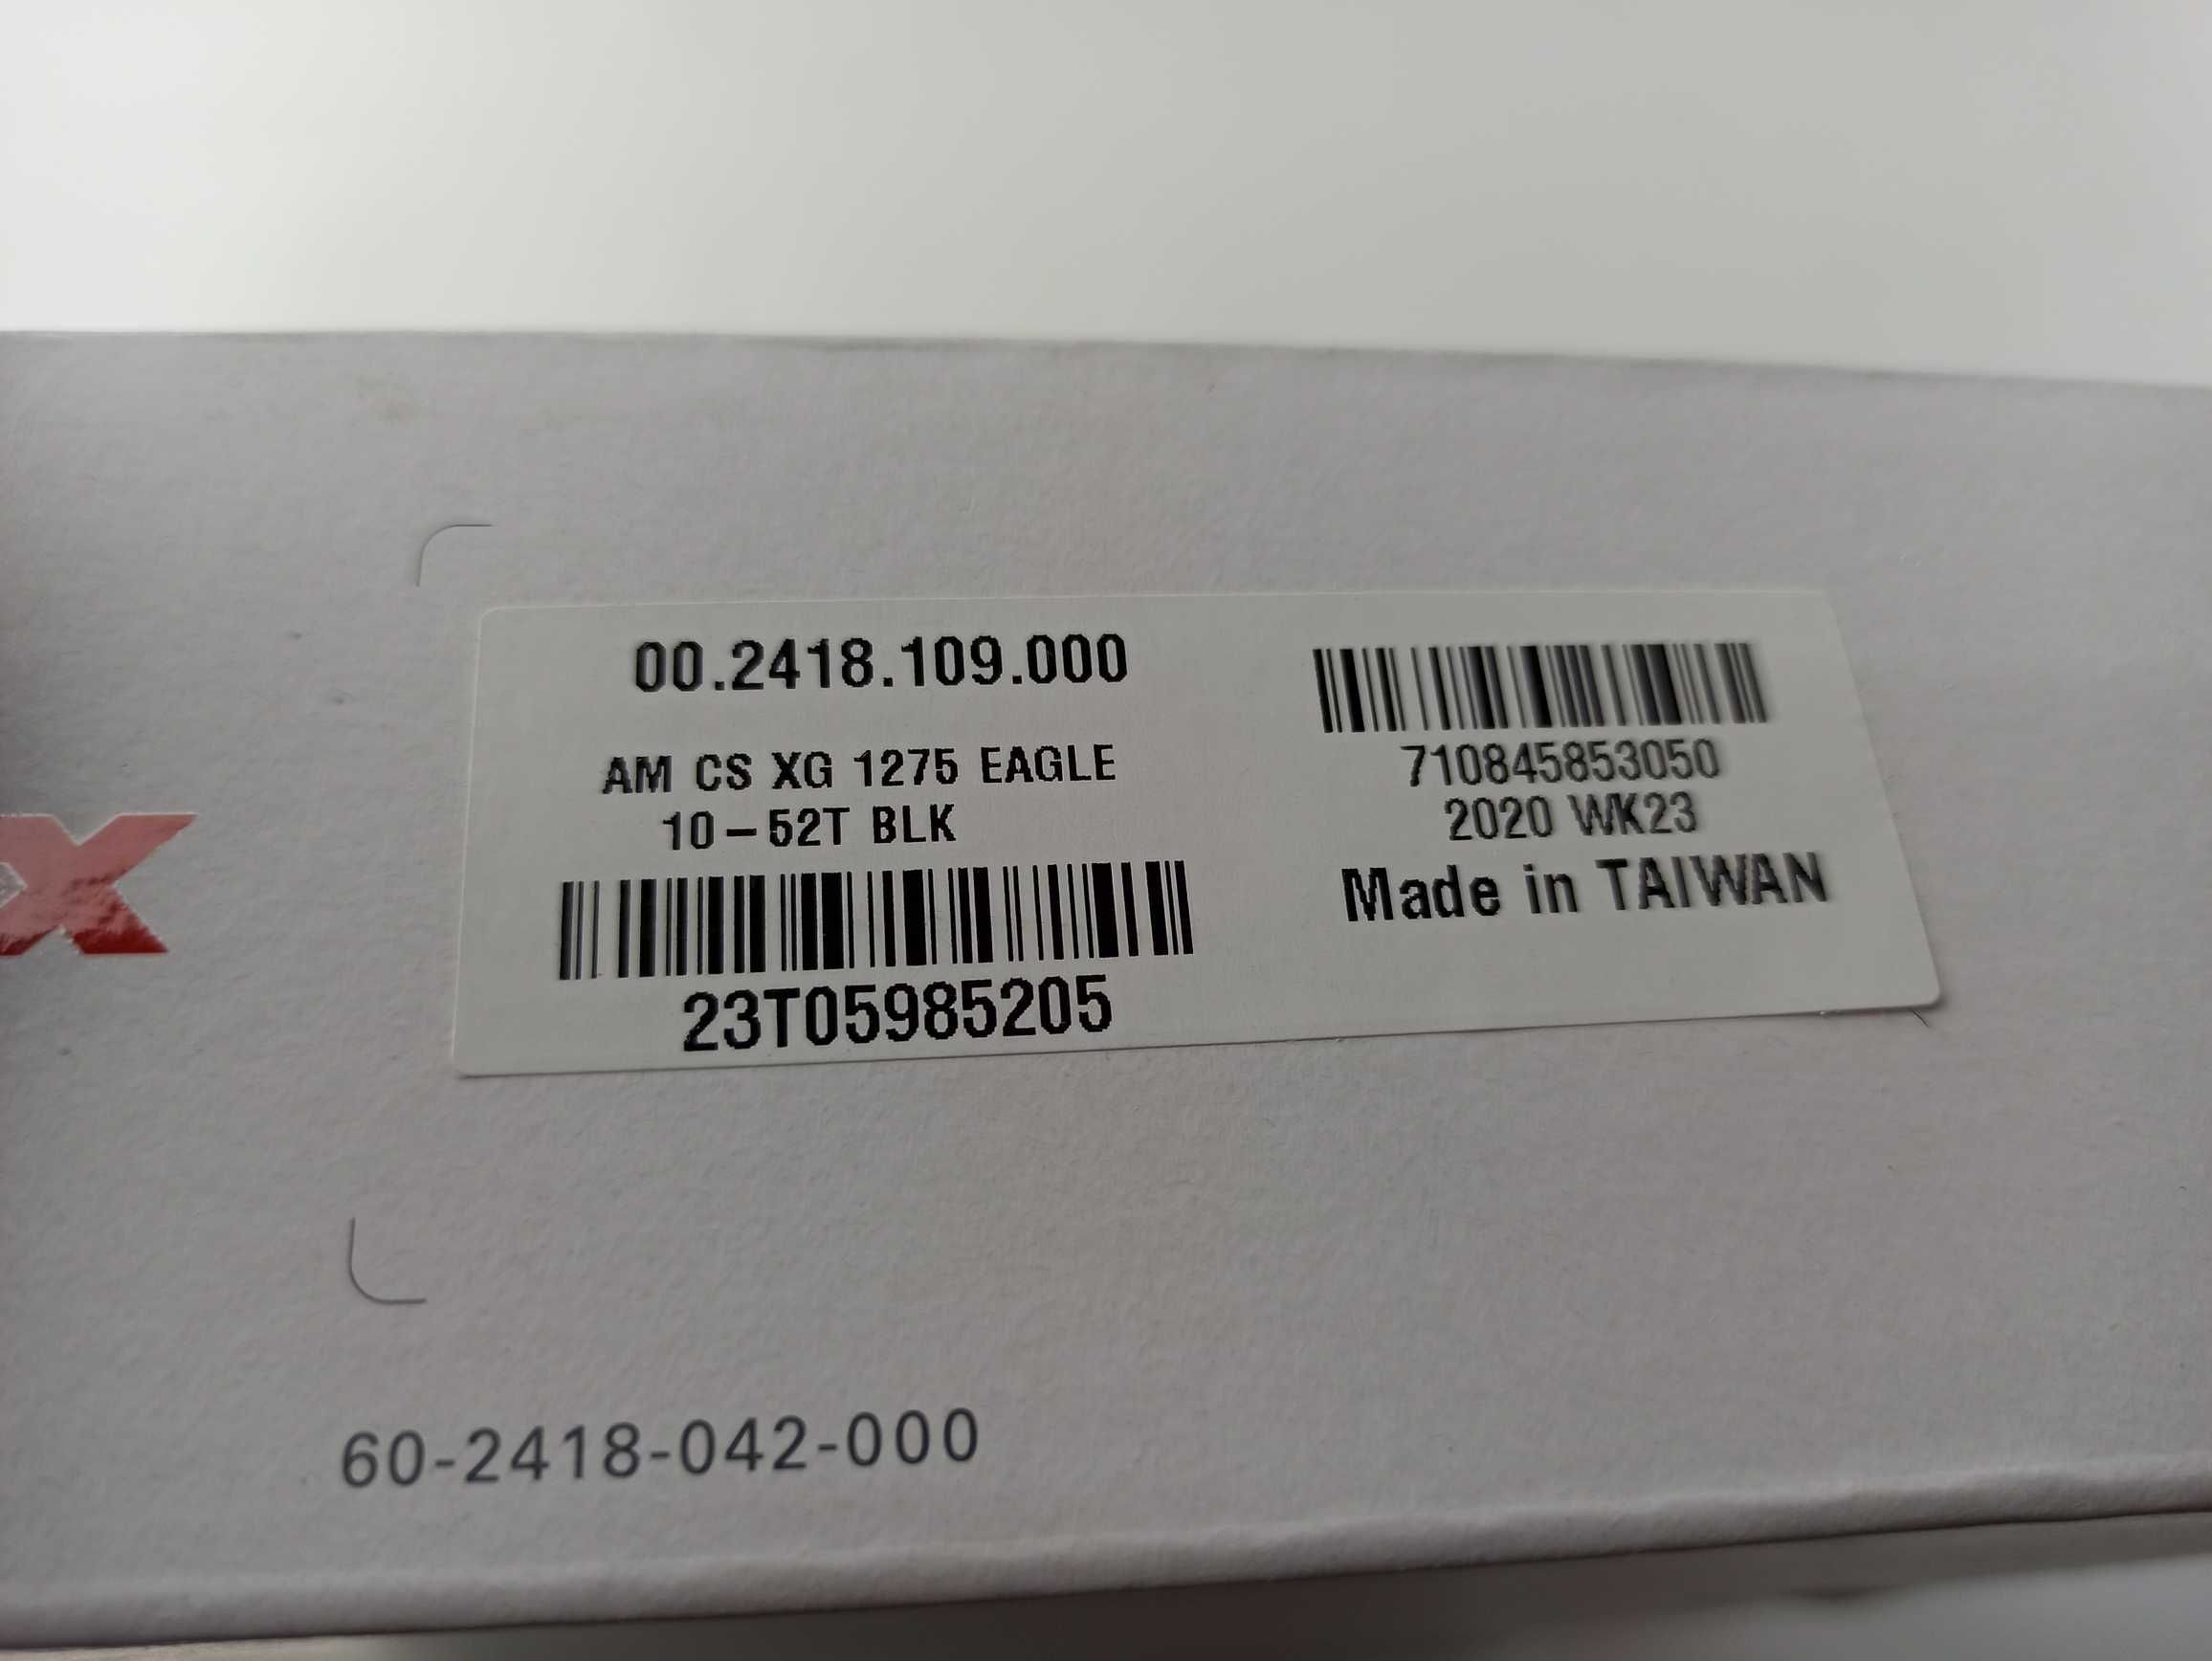 00.2418.109.000
AM CS XG 1275 EAGLE
10-52T BLK
23T05985205
710845853050
2020 WK23
Made in TAIWAN
X
60-2418-042-000